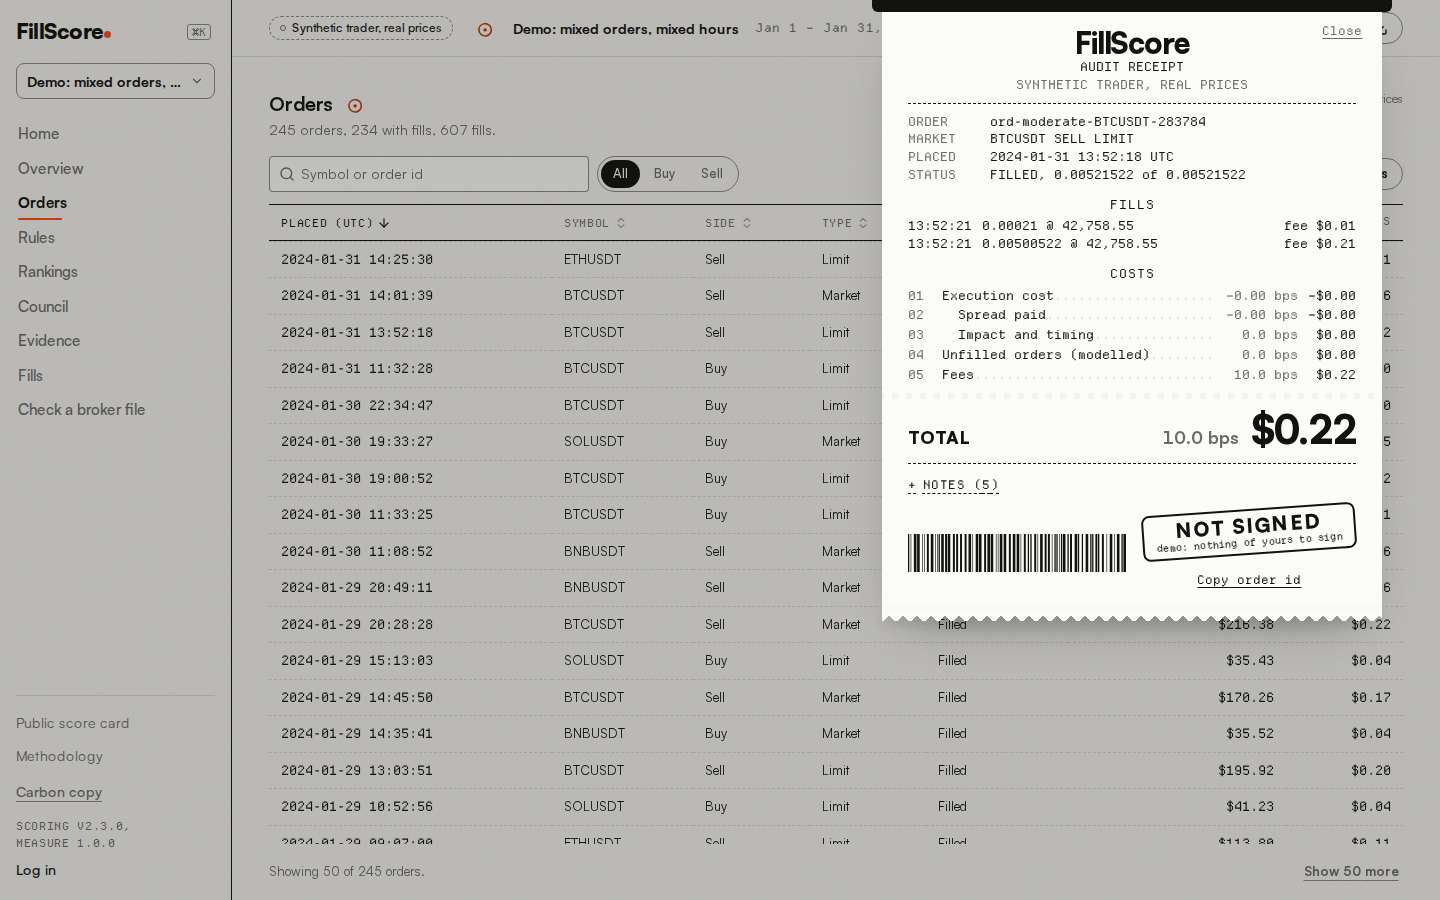 FillScore
⌘K
Demo: mixed orders, ...
Home
Overview
Orders
Rules
Rankings
Council
Evidence
Fills
Check a broker file
Public score card
Methodology
Carbon copy
SCORING V2.3.0,
MEASURE 1.0.0
Log in
Synthetic trader, real prices
Demo: mixed orders, mixed hours
Jan 1 – Jan 31,
Orders
245 orders, 234 with fills, 607 fills.
Symbol or order id
All Buy Sell
PLACED (UTC) SYMBOL SIDE TYPE
2024-01-31 14:25:30 ETHUSDT Sell Limit
2024-01-31 14:01:39 BTCUSDT Sell Market
2024-01-31 13:52:18 BTCUSDT Sell Limit
2024-01-31 11:32:28 BTCUSDT Buy Limit
2024-01-30 22:34:47 BTCUSDT Buy Limit
2024-01-30 19:33:27 SOLUSDT Buy Market
2024-01-30 19:00:52 BTCUSDT Buy Limit
2024-01-30 11:33:25 BTCUSDT Buy Limit
2024-01-30 11:08:52 BNBUSDT Sell Market
2024-01-29 20:49:11 BNBUSDT Sell Limit
2024-01-29 20:28:28 BTCUSDT Sell Market Filled $216.38 $0.22
2024-01-29 15:13:03 SOLUSDT Buy Limit Filled $35.43 $0.04
2024-01-29 14:45:50 BTCUSDT Sell Market Filled $170.26 $0.17
2024-01-29 14:35:41 BNBUSDT Buy Market Filled $35.52 $0.04
2024-01-29 13:03:51 BTCUSDT Sell Limit Filled $195.92 $0.20
2024-01-29 10:52:56 SOLUSDT Buy Limit Filled $41.23 $0.04
2024-01-29 09:07:00 ETHUSDT Sell Limit Filled $113.80 $0.11
Showing 50 of 245 orders.
Show 50 more
Close
FillScore
AUDIT RECEIPT
SYNTHETIC TRADER, REAL PRICES
ORDER ord-moderate-BTCUSDT-283784
MARKET BTCUSDT SELL LIMIT
PLACED 2024-01-31 13:52:18 UTC
STATUS FILLED, 0.00521522 of 0.00521522
FILLS
13:52:21 0.00021 @ 42,758.55 fee $0.01
13:52:21 0.00500522 @ 42,758.55 fee $0.21
COSTS
01 Execution cost −0.00 bps −$0.00
02 Spread paid −0.00 bps −$0.00
03 Impact and timing 0.0 bps $0.00
04 Unfilled orders (modelled) 0.0 bps $0.00
05 Fees 10.0 bps $0.22
TOTAL 10.0 bps $0.22
+ NOTES (5)
NOT SIGNED
demo: nothing of yours to sign
Copy order id